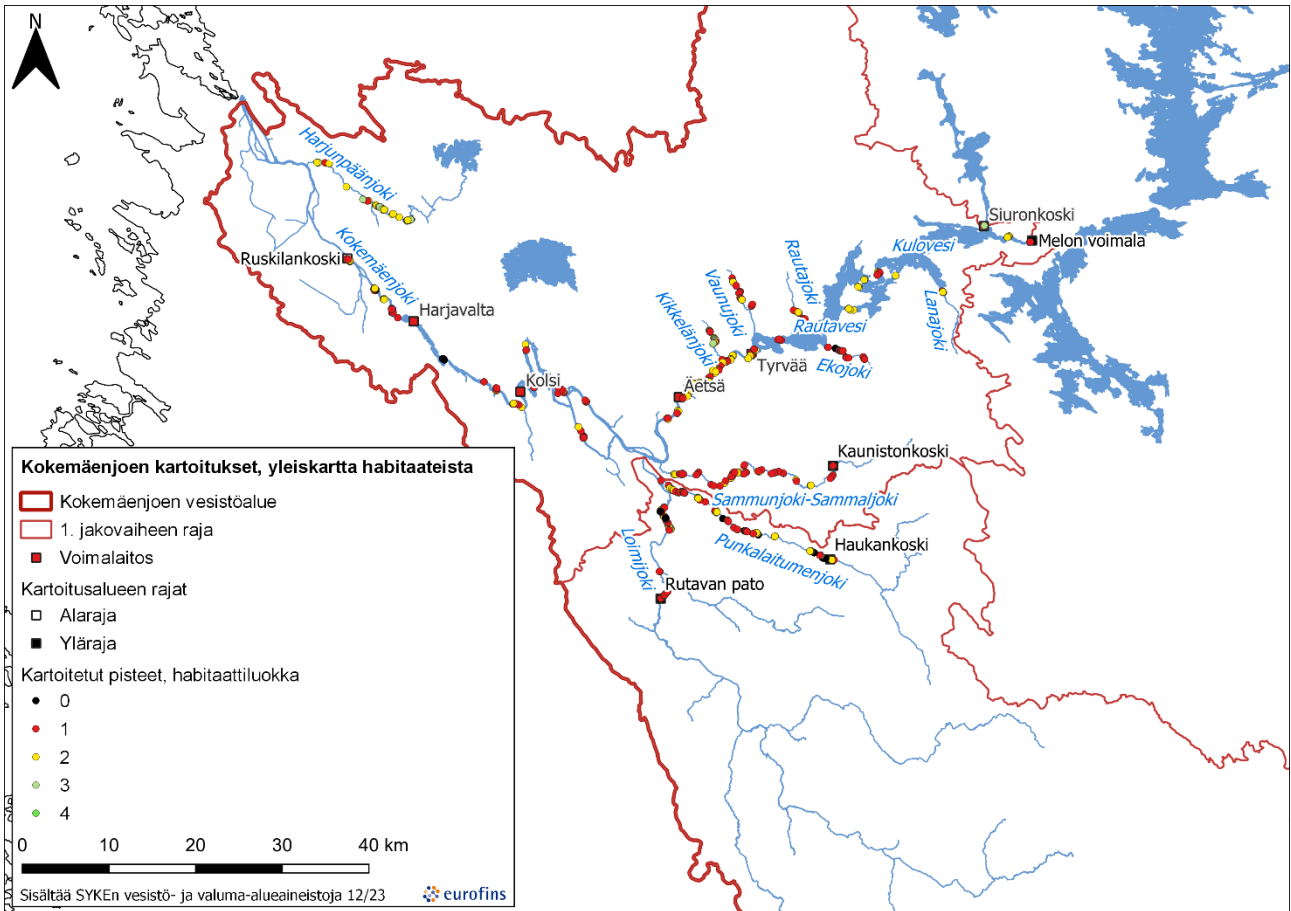 N
Harjunpäänjoki
Siuronkoski
Melon voimala
Kulovesi
Ruskilankoski
Kokemäenjoki
Rautajoki
Vaunujoki
Lanajoki
Harjavalta
Kikkelänjoki
Rautavesi
Tyrvää
Ekojoki
Kolsi
Äetsä
Kaunistonkoski
Sammunjoki-Sammaljoki
Loimijoki
Punkalaitumenjoki
Haukankoski
Rutavan pato
Kokemäenjoen kartoitukset, yleiskartta habitaateista
Kokemäenjoen vesistöalue
1. jakovaiheen raja
Voimalaitos
Kartoitusalueen rajat
Alaraja
Yläraja
Kartoitetut pisteet, habitaattiluokka
0
1
2
3
4
0 10 20 30 40 km
Sisältää SYKEn vesistö- ja valuma-alueaineistoja 12/23 eurofins